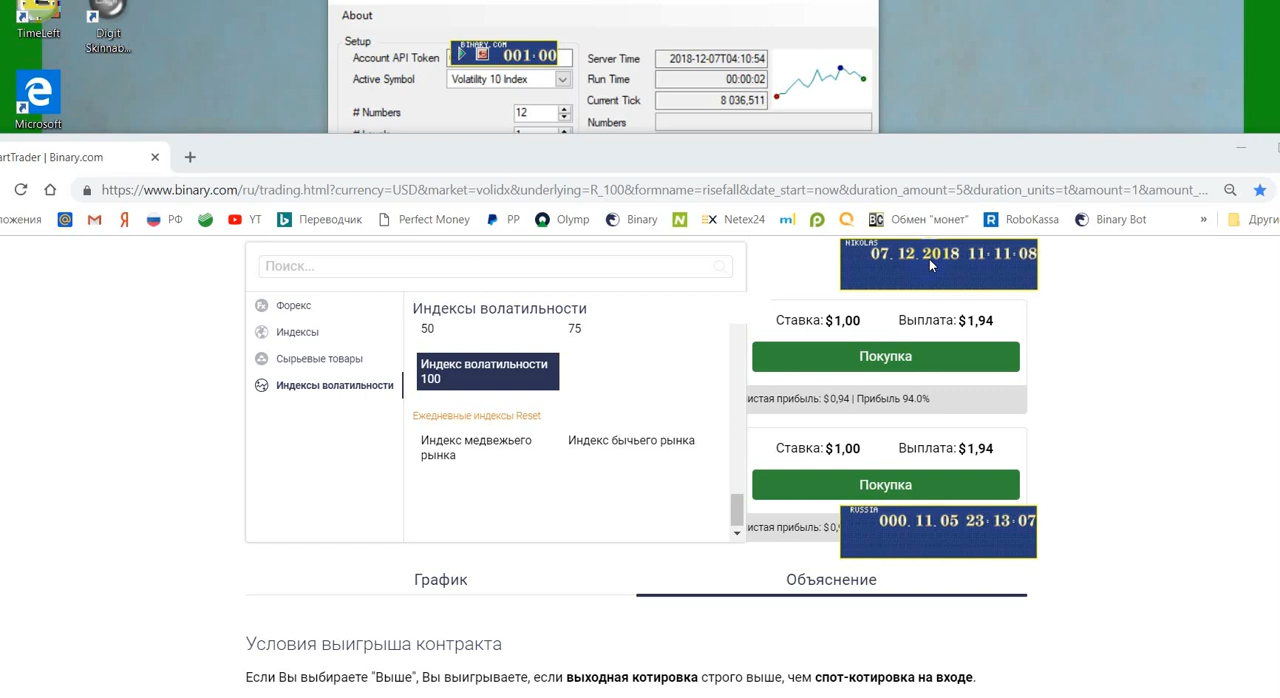 TimeLeft
Digit
Skinnab...
Microsoft
About
Setup
Account API Token
BINARY.COM
001:00
Active Symbol
Volatility 10 Index
# Numbers
12
Server Time
2018-12-07T04:10:54
Run Time
00:00:02
Current Tick
8 036,511
Numbers
artTrader | Binary.com
https://www.binary.com/ru/trading.html?currency=USD&market=volidx&underlying=R_100&formname=risefall&date_start=now&duration_amount=5&duration_units=t&amount=1&amount_...
ложения
РФ
YT
Переводчик
Perfect Money
PP
Olymp
Binary
Netex24
Обмен "монет"
RoboKassa
Binary Bot
»
Други
Поиск...
NIKOLAS
07. 12. 2018 11:11:08
Форекс
Индексы
Сырьевые товары
Индексы волатильности
Индексы волатильности
50
75
Индекс волатильности
100
Ежедневные индексы Reset
Индекс медвежьего
рынка
Индекс бычьего рынка
Ставка: $1,00
Выплата: $1,94
Покупка
истая прибыль: $0,94 | Прибыль 94.0%
Ставка: $1,00
Выплата: $1,94
Покупка
истая прибыль: $0,
RUSSIA
000. 11. 05 23:13:07
График
Объяснение
Условия выигрыша контракта
Если Вы выбираете "Выше", Вы выигрываете, если выходная котировка строго выше, чем спот-котировка на входе.